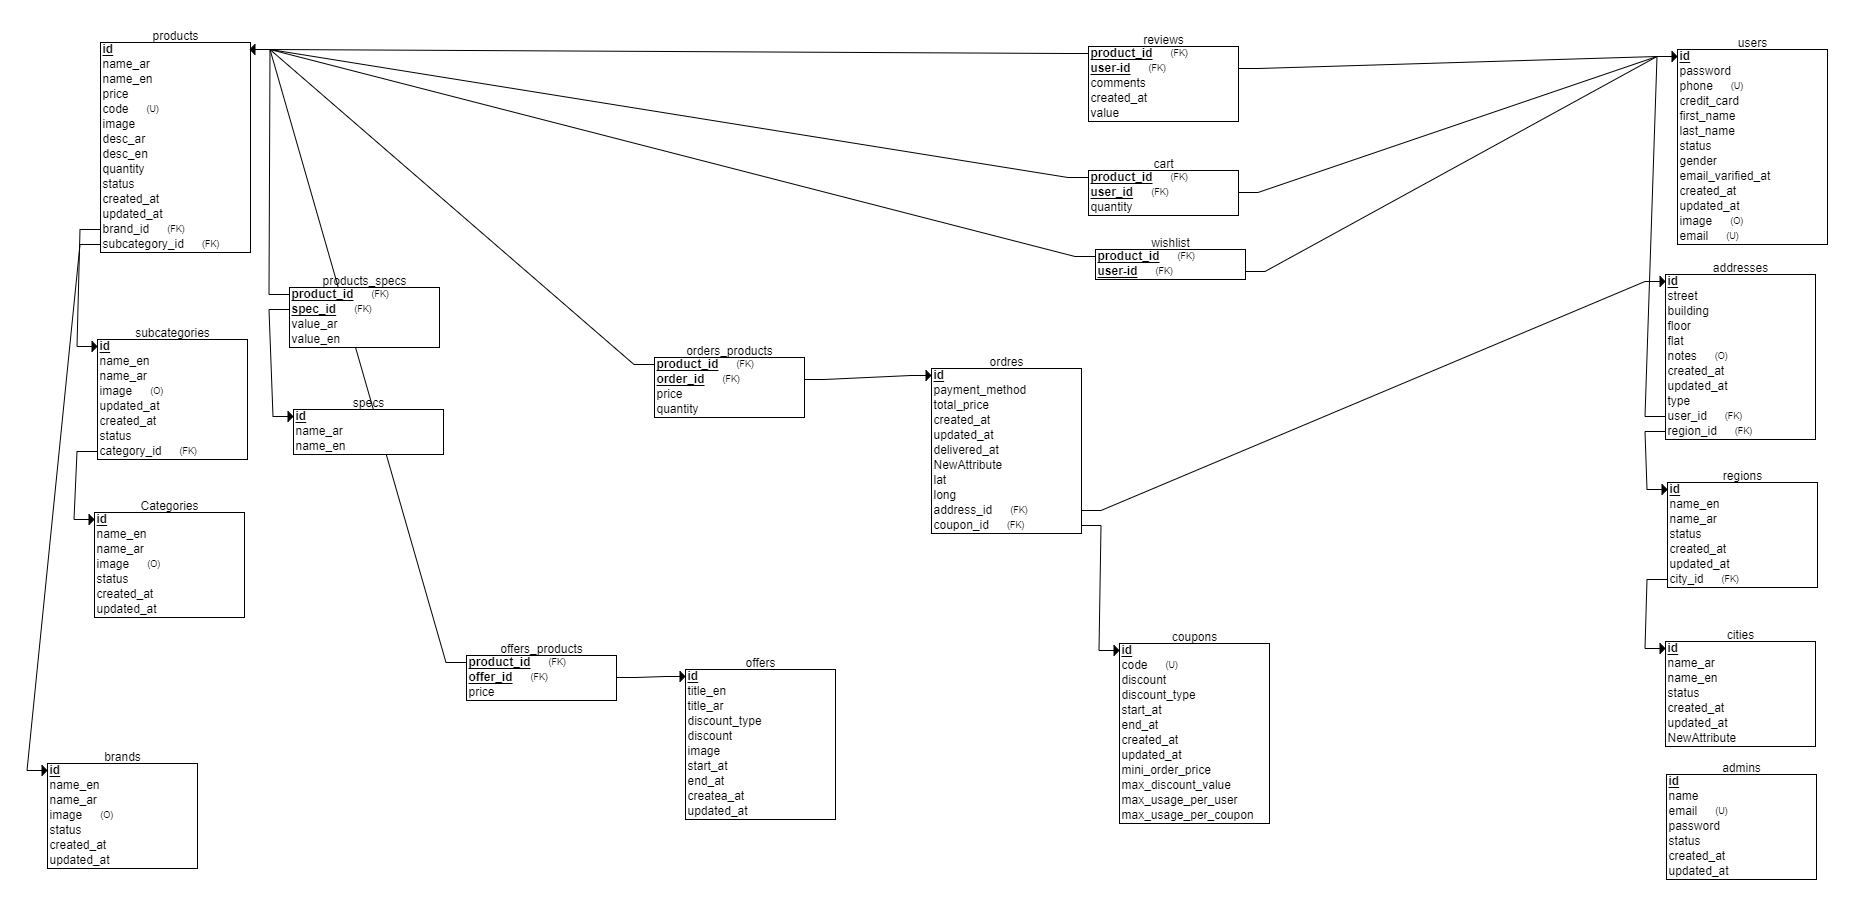 products
id
name_ar
name_en
price
code (U)
image
desc_ar
desc_en
quantity
status
created_at
updated_at
brand_id (FK)
subcategory_id (FK)
reviews
product_id (FK)
user-id (FK)
comments
created_at
value
users
id
password
phone (U)
credit_card
first_name
last_name
status
gender
email_varified_at
created_at
updated_at
image (O)
email (U)
cart
product_id (FK)
user_id (FK)
quantity
wishlist
product_id (FK)
user-id (FK)
addresses
id
street
building
floor
flat
notes (O)
created_at
updated_at
type
user_id (FK)
region_id (FK)
products_specs
product_id (FK)
spec_id (FK)
value_ar
value_en
subcategories
id
name_en
name_ar
image (O)
updated_at
created_at
status
category_id (FK)
specs
id
name_ar
name_en
orders_products
product_id (FK)
order_id (FK)
price
quantity
ordres
id
payment_method
total_price
created_at
updated_at
delivered_at
NewAttribute
lat
long
address_id (FK)
coupon_id (FK)
regions
id
name_en
name_ar
status
created_at
updated_at
city_id (FK)
Categories
id
name_en
name_ar
image (O)
status
created_at
updated_at
offers_products
product_id (FK)
offer_id (FK)
price
offers
id
title_en
title_ar
discount_type
discount
image
start_at
end_at
createa_at
updated_at
coupons
id
code (U)
discount
discount_type
start_at
end_at
created_at
updated_at
mini_order_price
max_discount_value
max_usage_per_user
max_usage_per_coupon
cities
id
name_ar
name_en
status
created_at
updated_at
NewAttribute
brands
id
name_en
name_ar
image (O)
status
created_at
updated_at
admins
id
name
email (U)
password
status
created_at
updated_at